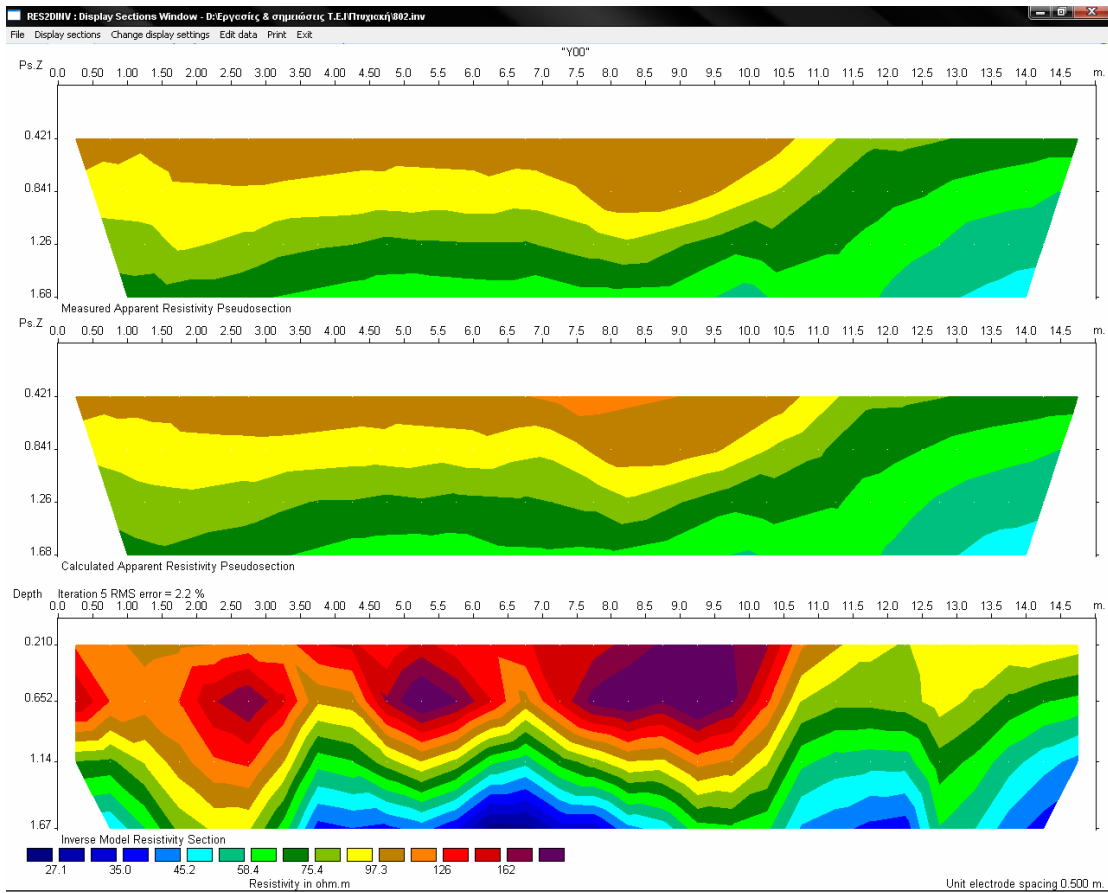 RES2DINV : Display Sections Window - D:\Εργασίες & σημειώσεις Τ.Ε.Ι\Πτυχιακή\802.inv
File Display sections Change display settings Edit data Print Exit
"Y00"
Ps.Z 0.0 0.50 1.00 1.50 2.00 2.50 3.00 3.50 4.00 4.50 5.00 5.5 6.0 6.5 7.0 7.5 8.0 8.5 9.0 9.5 10.0 10.5 11.0 11.5 12.0 12.5 13.0 13.5 14.0 14.5 m.
0.421
0.841
1.26
1.68
Measured Apparent Resistivity Pseudosection
Ps.Z 0.0 0.50 1.00 1.50 2.00 2.50 3.00 3.50 4.00 4.50 5.00 5.5 6.0 6.5 7.0 7.5 8.0 8.5 9.0 9.5 10.0 10.5 11.0 11.5 12.0 12.5 13.0 13.5 14.0 14.5 m.
0.421
0.841
1.26
1.68
Calculated Apparent Resistivity Pseudosection
Depth Iteration 5 RMS error = 2.2 %
0.0 0.50 1.00 1.50 2.00 2.50 3.00 3.50 4.00 4.50 5.00 5.5 6.0 6.5 7.0 7.5 8.0 8.5 9.0 9.5 10.0 10.5 11.0 11.5 12.0 12.5 13.0 13.5 14.0 14.5 m.
0.210
0.652
1.14
1.67
Inverse Model Resistivity Section
27.1 35.0 45.2 58.4 75.4 97.3 126 162
Resistivity in ohm.m
Unit electrode spacing 0.500 m.